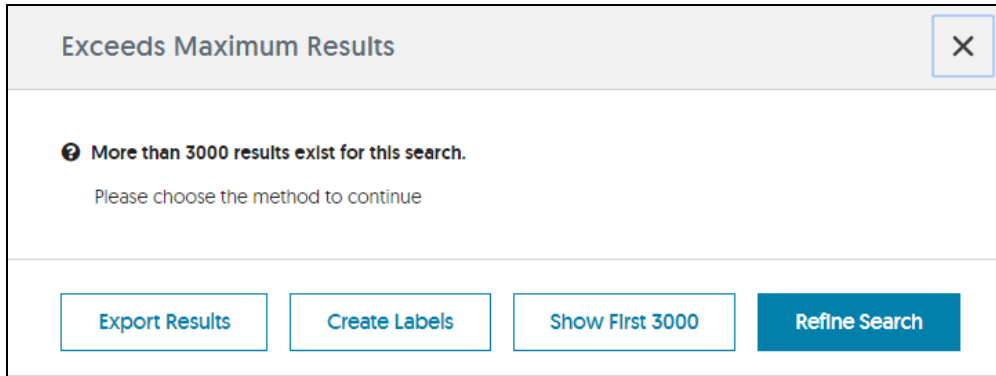 Exceeds Maximum Results
More than 3000 results exist for this search.
Please choose the method to continue
Export Results
Create Labels
Show First 3000
Refine Search